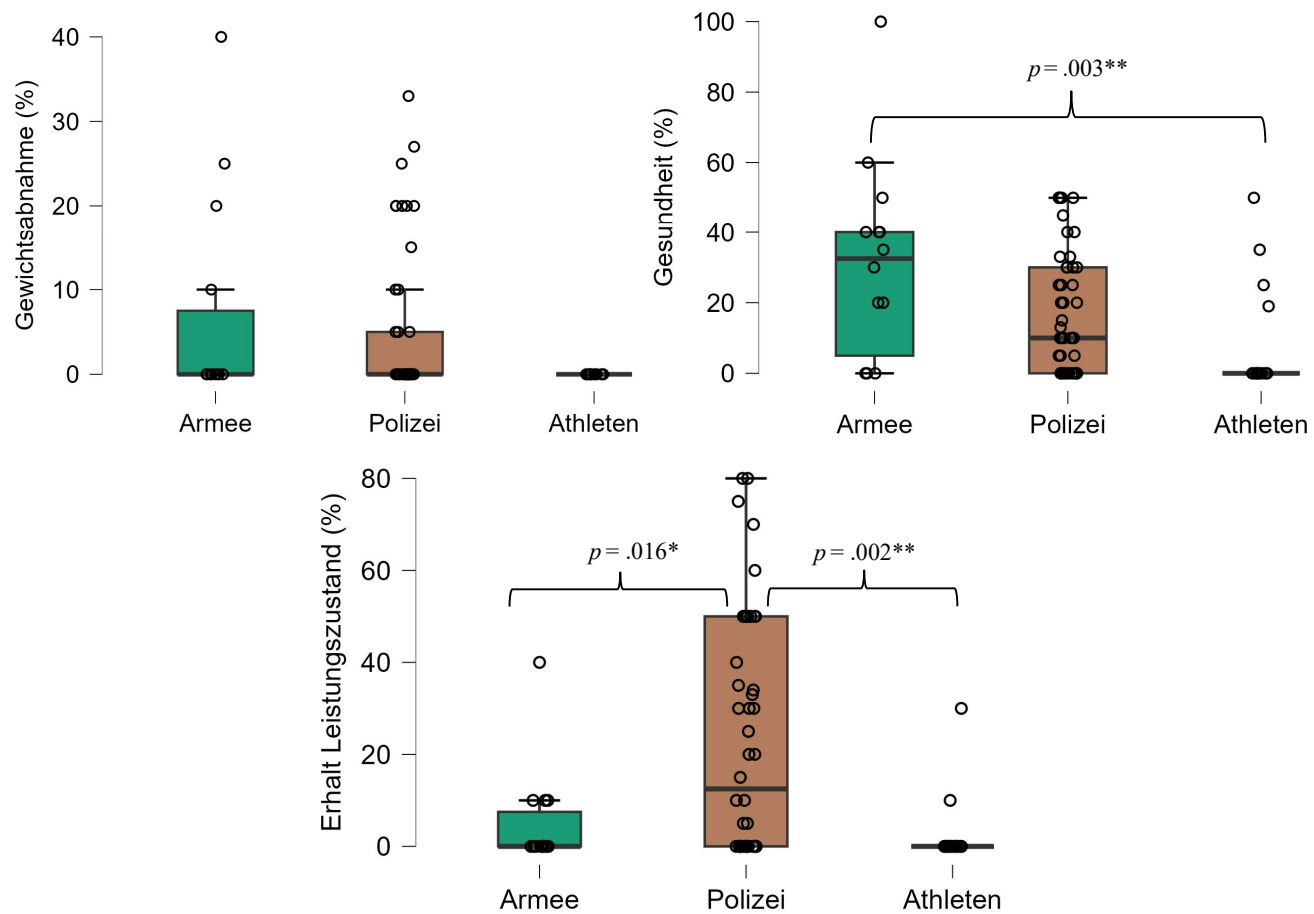 Gewichtsabnahme (%)
40
30
20
10
0
Armee Polizei Athleten
Gesundheit (%)
100
80
60
40
20
0
p = .003**
Armee Polizei Athleten
Erhalt Leistungszustand (%)
80
60
40
20
0
p = .016*
p = .002**
Armee Polizei Athleten